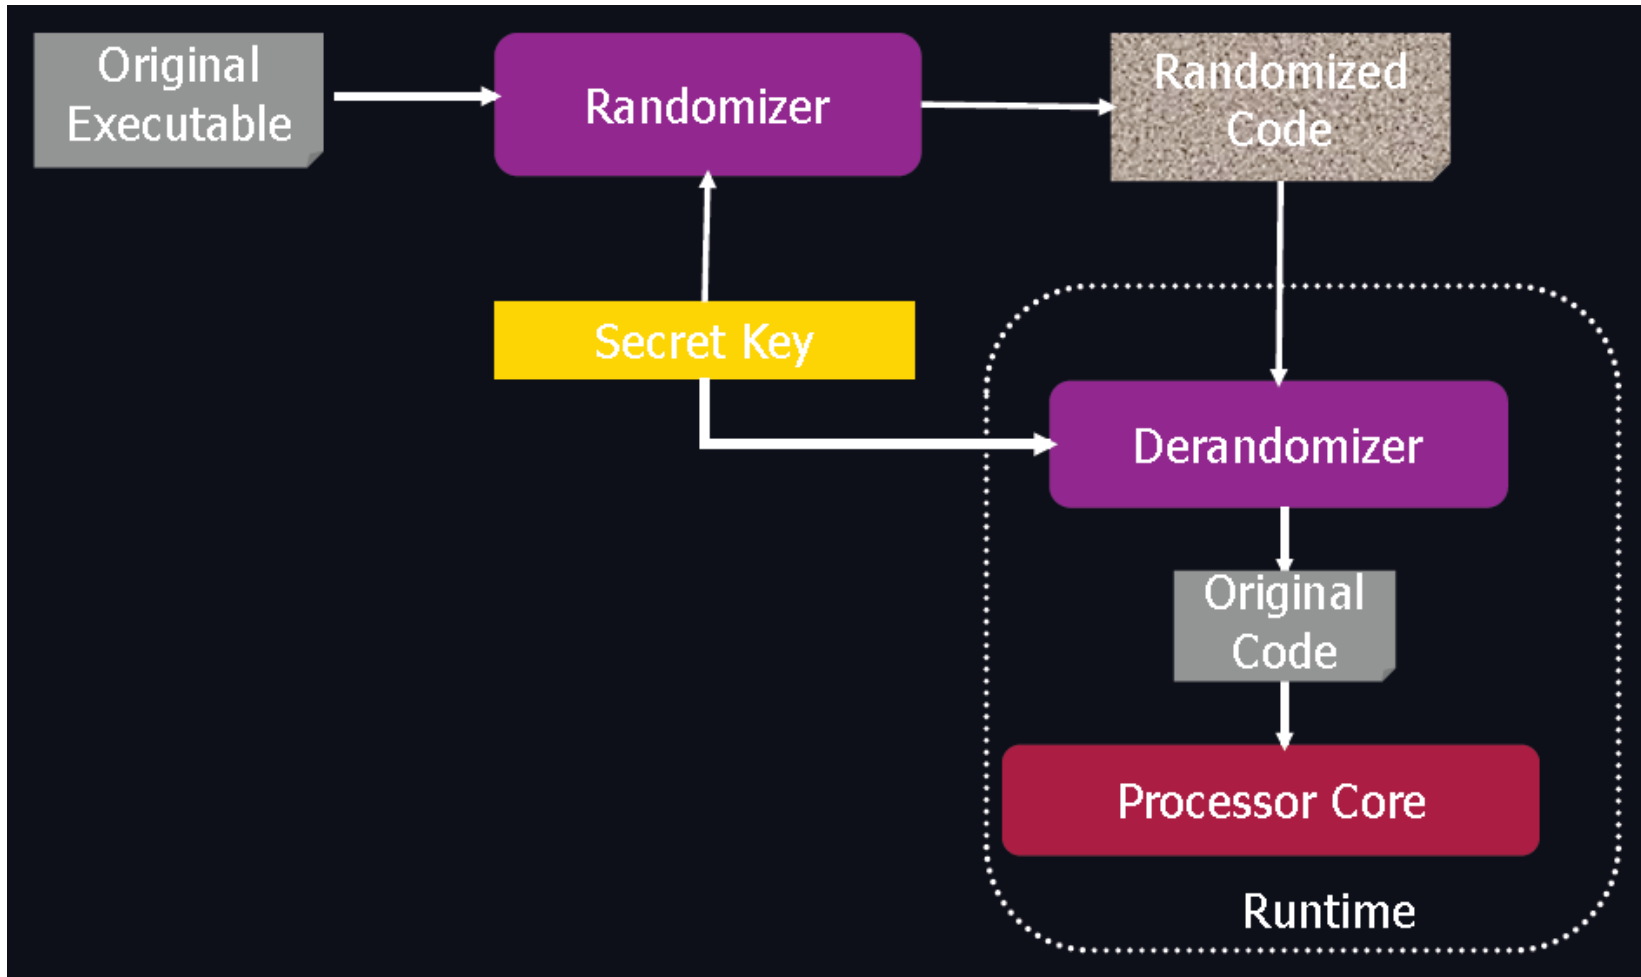 Original
Executable
Randomizer
Randomized
Code
Secret Key
Derandomizer
Original
Code
Processor Core
Runtime